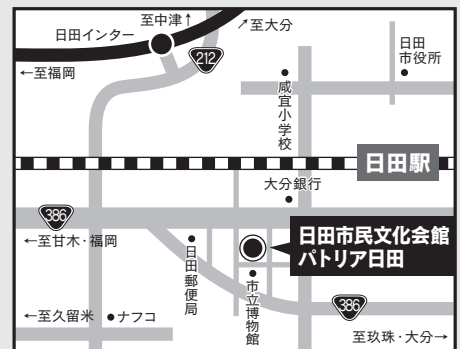 至中津↑
↗至大分
日田インター
212
日田
市役所
←至福岡
咸宜小学校
日田駅
大分銀行
386
日田市民文化会館
パトリア日田
←至甘木・福岡
日田郵便局
市立博物館
386
←至久留米
ナフコ
至玖珠・大分→